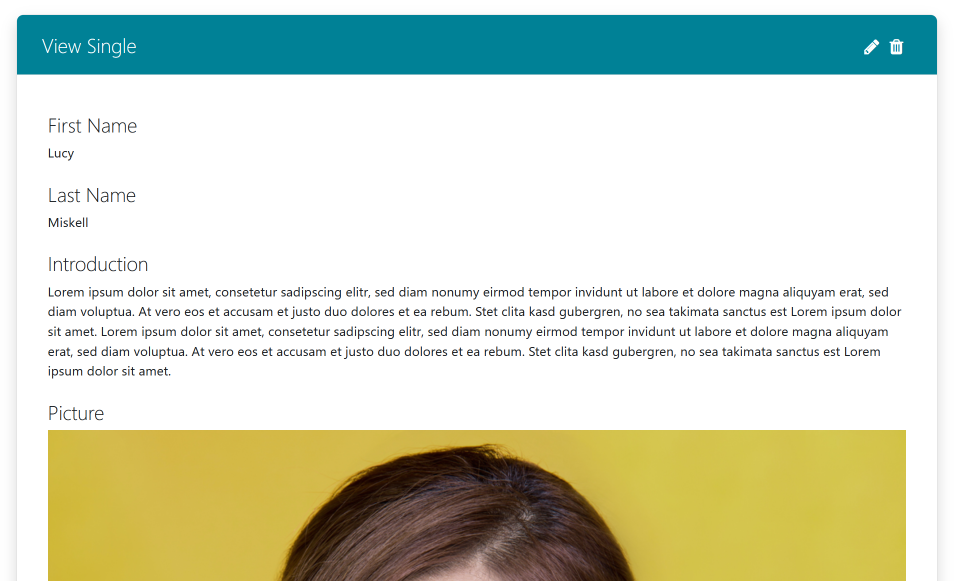 View Single
First Name
Lucy
Last Name
Miskell
Introduction
Lorem ipsum dolor sit amet, consetetur sadipscing elitr, sed diam nonumy eirmod tempor invidunt ut labore et dolore magna aliquyam erat, sed
diam voluptua. At vero eos et accusam et justo duo dolores et ea rebum. Stet clita kasd gubergren, no sea takimata sanctus est Lorem ipsum dolor
sit amet. Lorem ipsum dolor sit amet, consetetur sadipscing elitr, sed diam nonumy eirmod tempor invidunt ut labore et dolore magna aliquyam
erat, sed diam voluptua. At vero eos et accusam et justo duo dolores et ea rebum. Stet clita kasd gubergren, no sea takimata sanctus est Lorem
ipsum dolor sit amet.
Picture